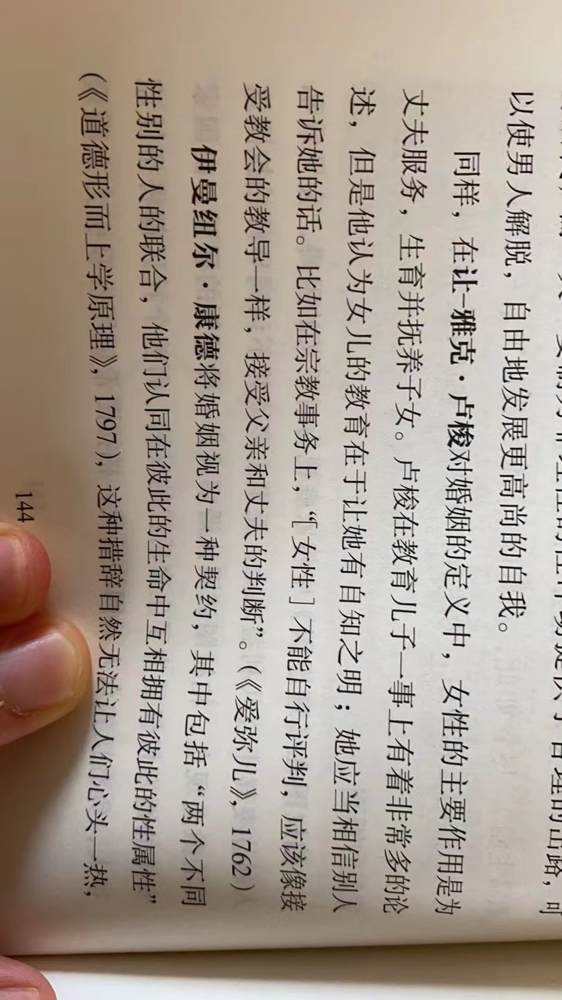 以使男人解脱，自由地发展更高尚的自我。
同样，在让-雅克·卢梭对婚姻的定义中，女性的主要作用是为
丈夫服务，生育并抚养子女。卢梭在教育儿子一事上有着非常多的论
述，但是他认为女儿的教育在于让她有自知之明；她应当相信别人
告诉她的话。比如在宗教事务上，“[女性]不能自行评判，应该像接
受教会的教导一样，接受父亲和丈夫的判断”。（《爱弥儿》，1762）
伊曼纽尔·康德将婚姻视为一种契约，其中包括“两个不同
性别的人的联合，他们认同在彼此的生命中互相拥有彼此的性属性”
（《道德形而上学原理》，1797），这种措辞自然无法让人们心头一热，
144